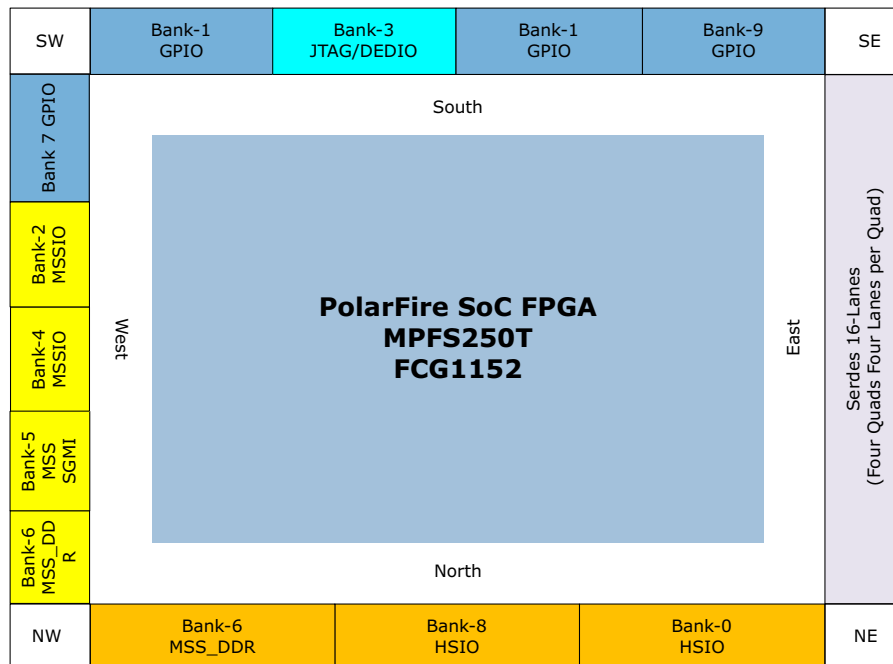 SW
Bank-1
GPIO
Bank-3
JTAG/DEDIO
Bank-1
GPIO
Bank-9
GPIO
SE
Bank 7 GPIO
Bank-2
MSSIO
Bank-4
MSSIO
Bank-5
MSS
SGMI
Bank-6
MSS_DD
R
South
West
PolarFire SoC FPGA
MPFS250T
FCG1152
East
North
Serdes 16-Lanes
(Four Quads Four Lanes per Quad)
NW
Bank-6
MSS_DDR
Bank-8
HSIO
Bank-0
HSIO
NE